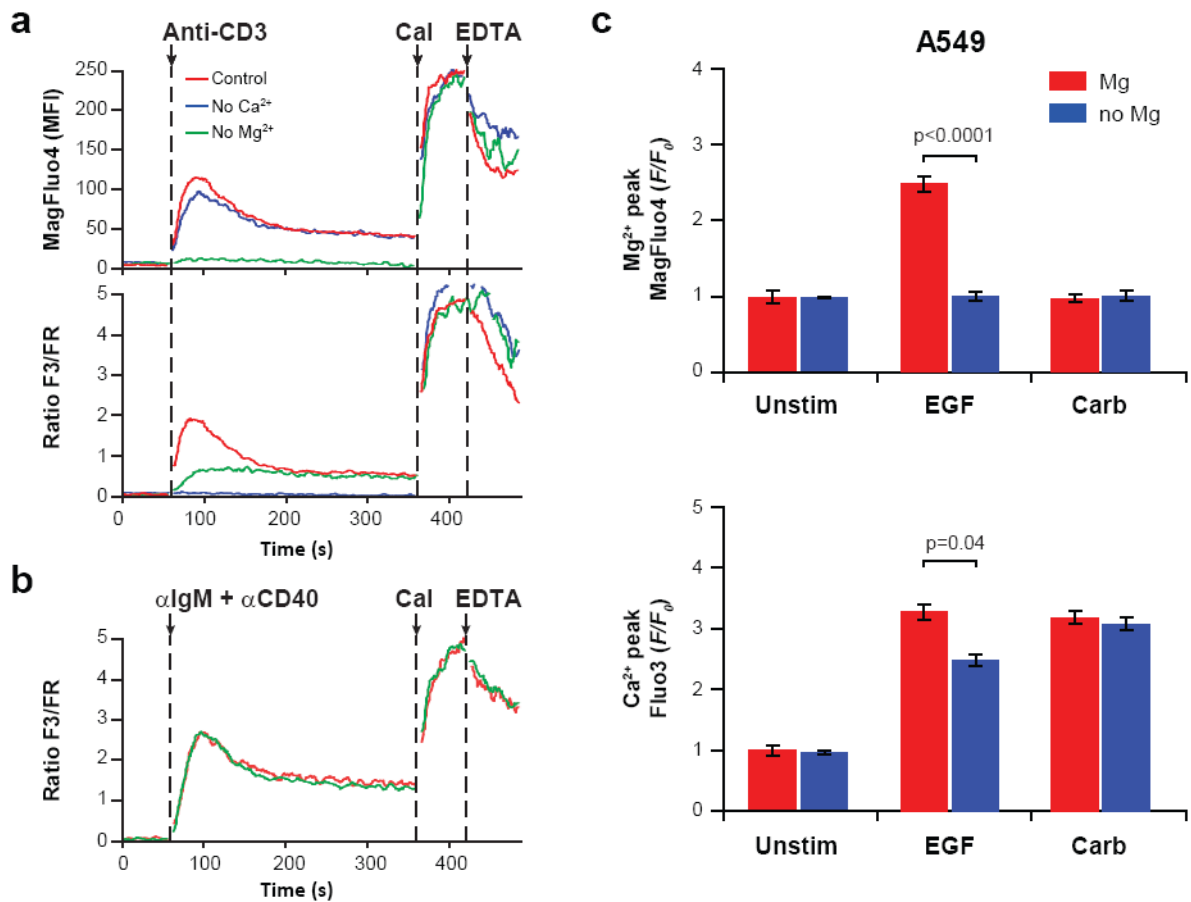 a
Anti-CD3 Cal EDTA
MagFluo4 (MFI)
250
200
150
100
50
0
Control
No Ca²⁺
No Mg²⁺
Ratio F3/FR
5
4
3
2
1
0
0 100 200 300 400
Time (s)
b
αIgM + αCD40 Cal EDTA
Ratio F3/FR
5
4
3
2
1
0
0 100 200 300 400
Time (s)
c
A549
Mg²⁺ peak
MagFluo4 (F/F₀)
4
3
2
1
0
Mg
no Mg
p<0.0001
Unstim EGF Carb
Ca²⁺ peak
Fluo3 (F/F₀)
5
4
3
2
1
0
p=0.04
Unstim EGF Carb